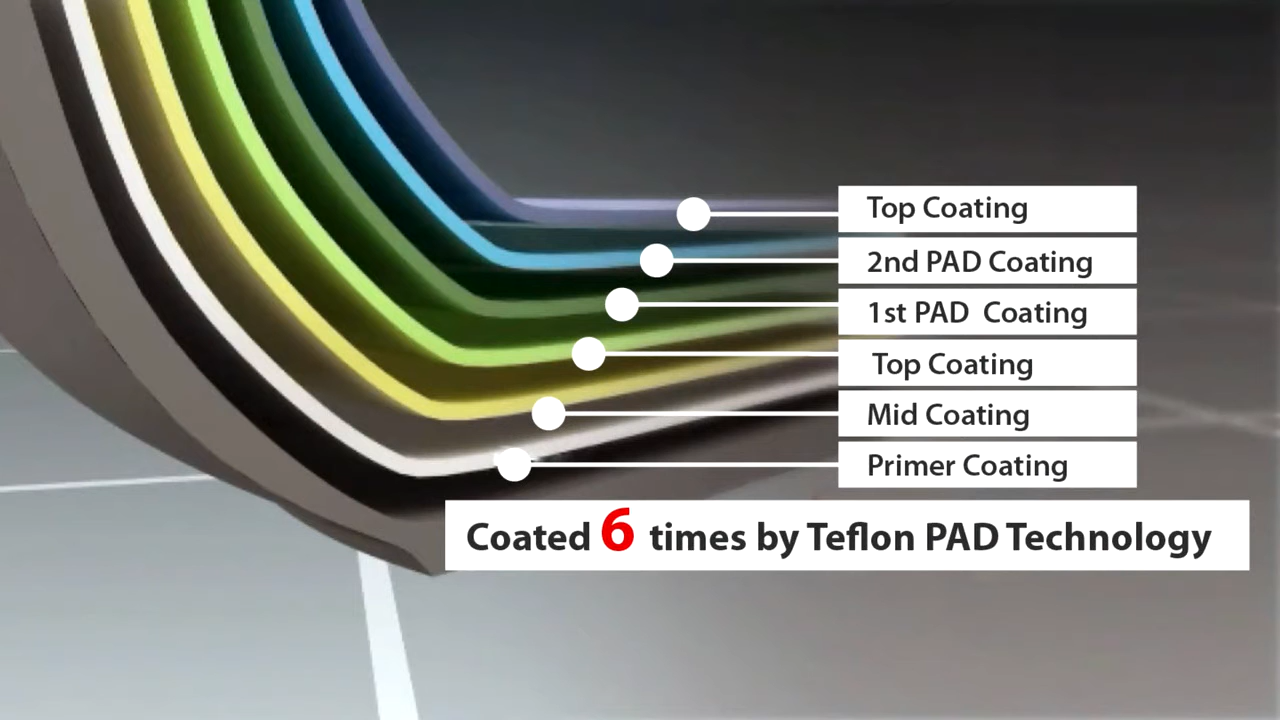 Top Coating
2nd PAD Coating
1st PAD Coating
Top Coating
Mid Coating
Primer Coating
Coated 6 times by Teflon PAD Technology